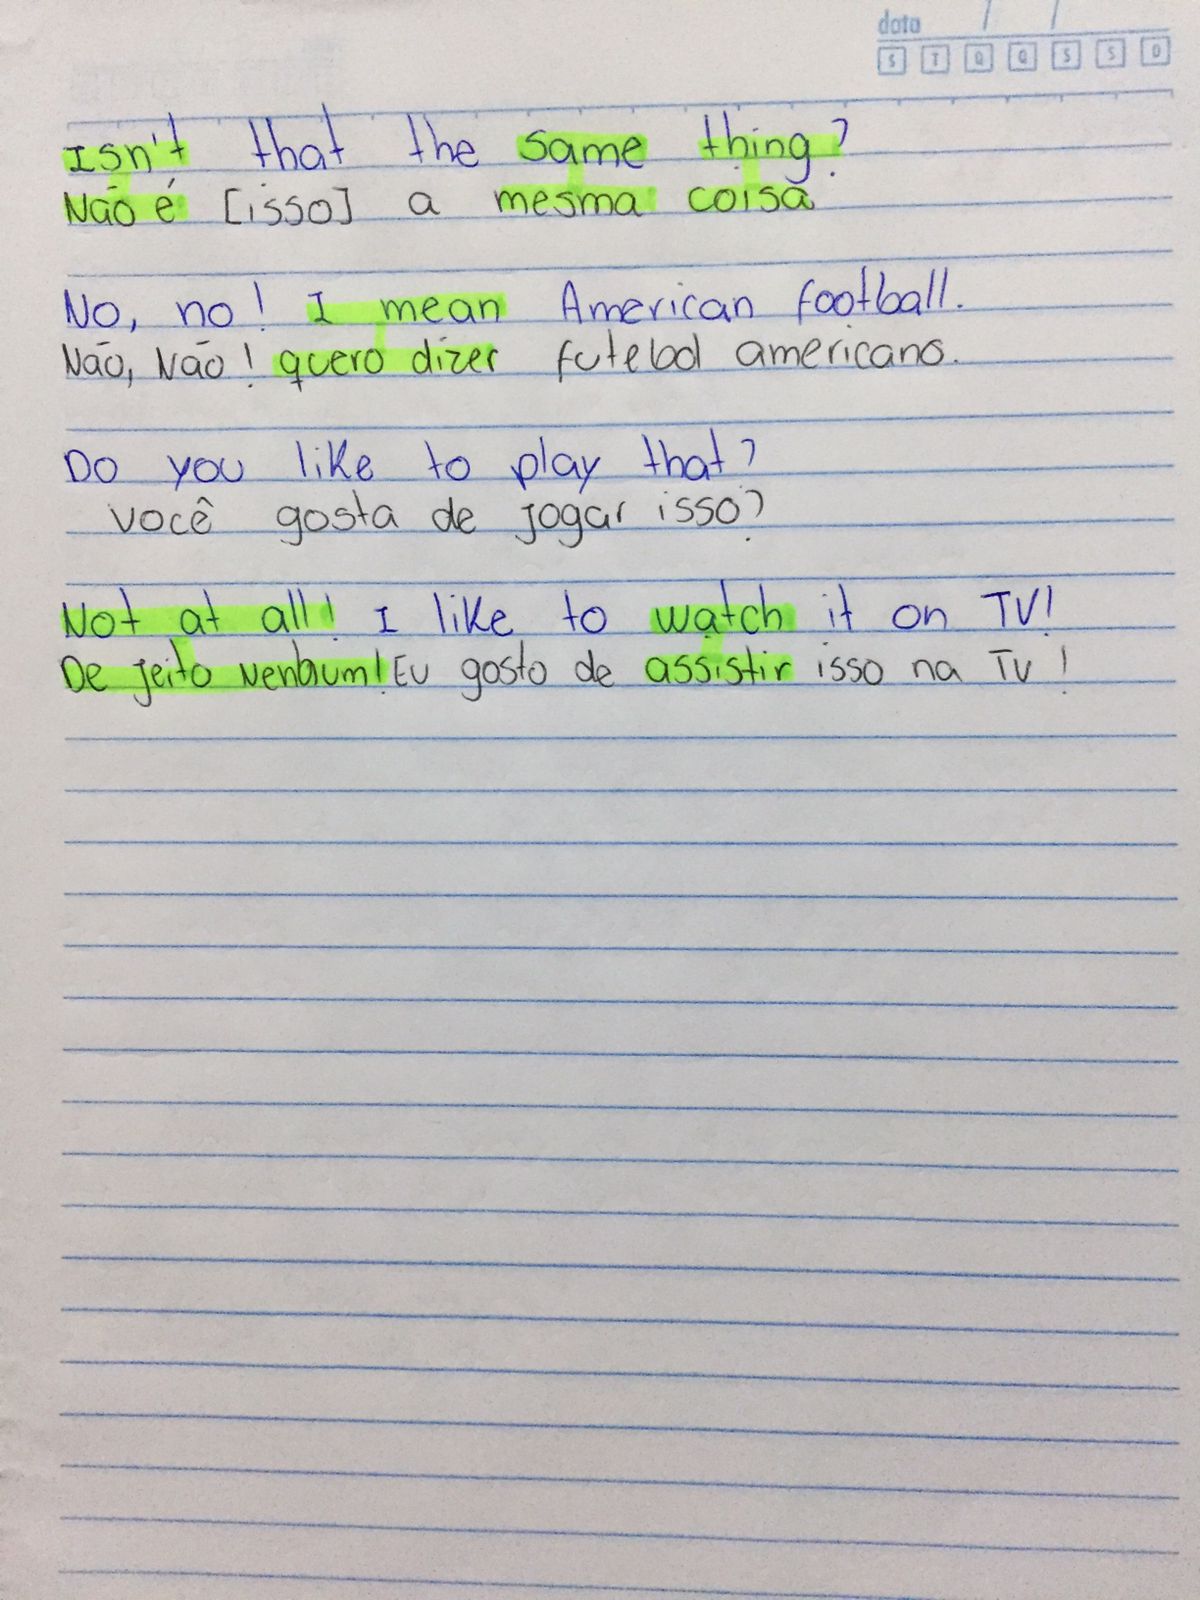 data / /
S T Q Q S S D
Isn't that the same thing?
Não é [isso] a mesma coisa
No, no! I mean American football.
Não, Não! quero dizer futebol americano.
Do you like to play that?
você gosta de jogar isso?
Not at all! I like to watch it on TV!
De jeito nenhum! Eu gosto de assistir isso na TV!